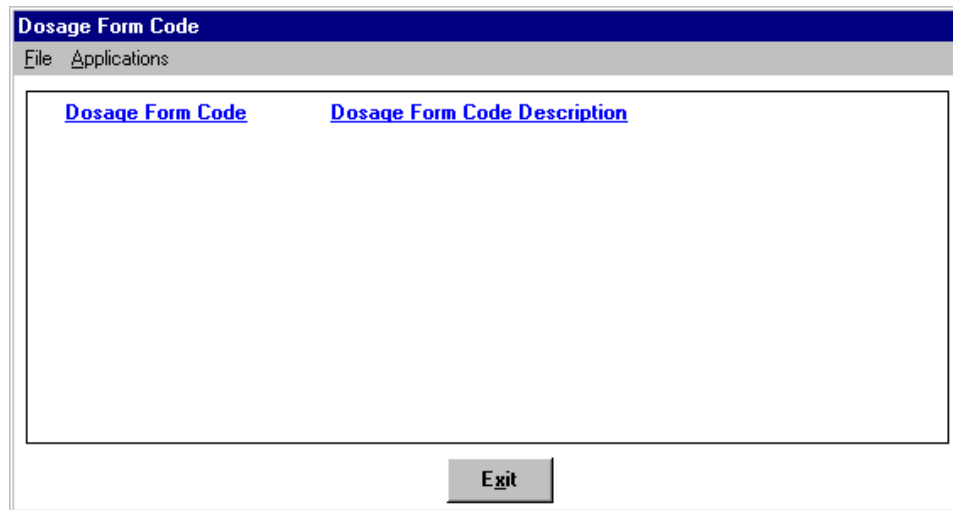 Dosage Form Code
File Applications
Dosage Form Code Dosage Form Code Description
Exit